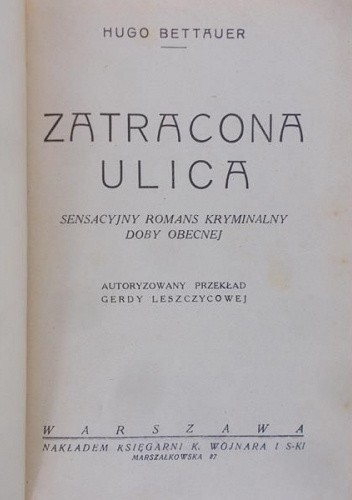 HUGO BETTAUER
ZATRACONA
ULICA
SENSACYJNY ROMANS KRYMINALNY
DOBY OBECNEJ
AUTORYZOWANY PRZEKŁAD
GERDY LESZCZYCOWEJ
WARSZAWA
NAKŁADEM KSIĘGARNI K. WOJNARA I S-KI
MARSZAŁKOWSKA 87